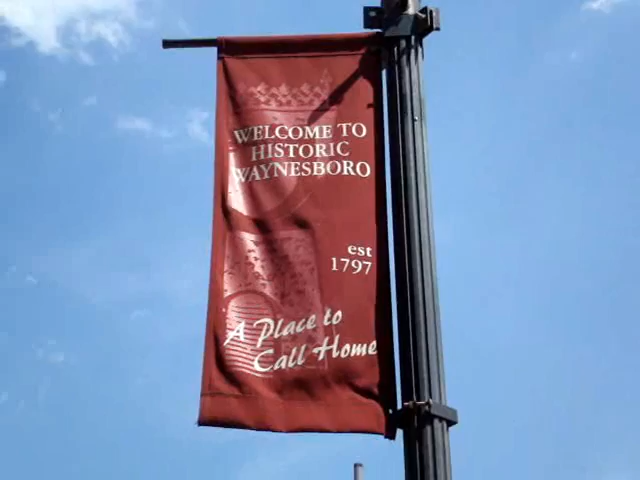 WELCOME TO
HISTORIC
WAYNESBORO
est
1797
A Place to
Call Home